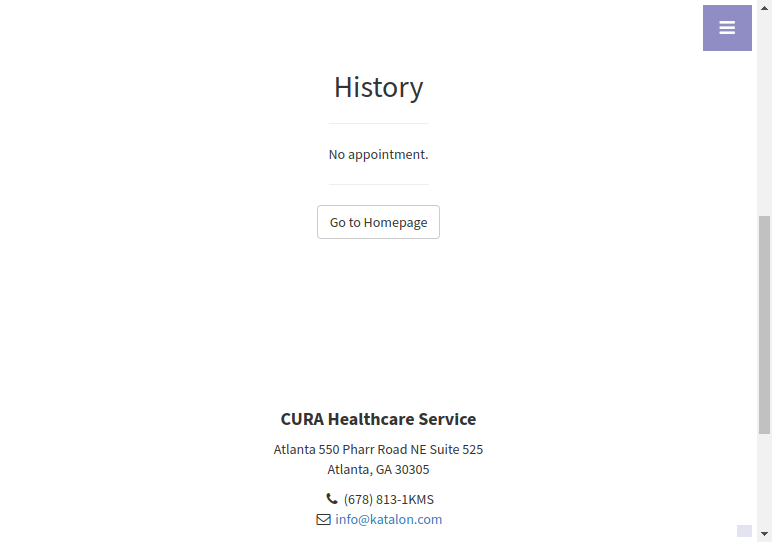 History
No appointment.
Go to Homepage
CURA Healthcare Service
Atlanta 550 Pharr Road NE Suite 525
Atlanta, GA 30305
(678) 813-1KMS
info@katalon.com